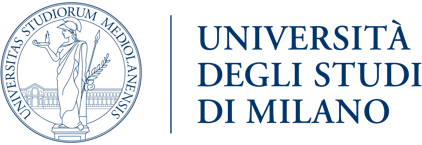 UNIVERSITAS STUDIORUM MEDIOLANENSIS
UNIVERSITÀ
DEGLI STUDI
DI MILANO